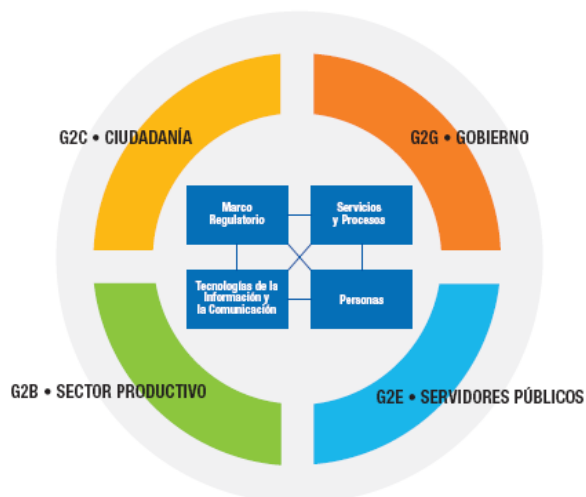 G2C • CIUDADANÍA
G2G • GOBIERNO
Marco
Regulatorio
Servicios
y Procesos
Tecnologías de la
Información y
la Comunicación
Personas
G2B • SECTOR PRODUCTIVO
G2E • SERVIDORES PÚBLICOS